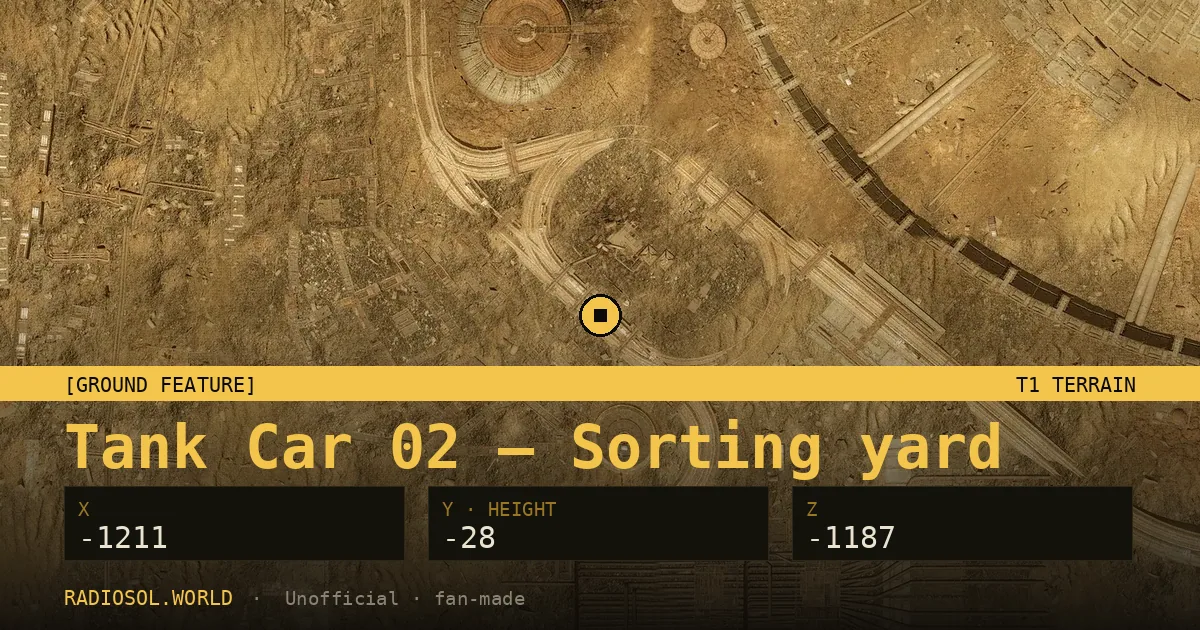 [GROUND FEATURE] T1 TERRAIN
Tank Car 02 — Sorting yard
X Y · HEIGHT Z
-1211 -28 -1187
RADIOSOL.WORLD · Unofficial · fan-made